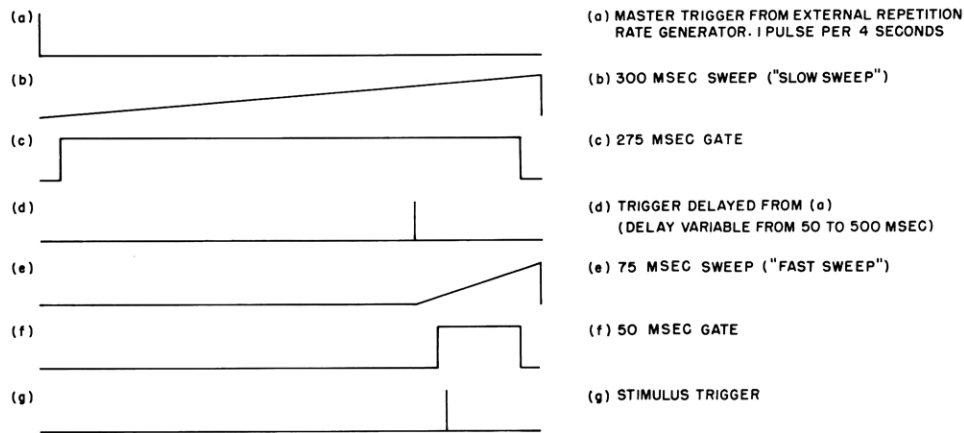 (a) (a) MASTER TRIGGER FROM EXTERNAL REPETITION
RATE GENERATOR. 1 PULSE PER 4 SECONDS
(b) (b) 300 MSEC SWEEP ("SLOW SWEEP")
(c) (c) 275 MSEC GATE
(d) (d) TRIGGER DELAYED FROM (a)
(DELAY VARIABLE FROM 50 TO 500 MSEC)
(e) (e) 75 MSEC SWEEP ("FAST SWEEP")
(f) (f) 50 MSEC GATE
(g) (g) STIMULUS TRIGGER